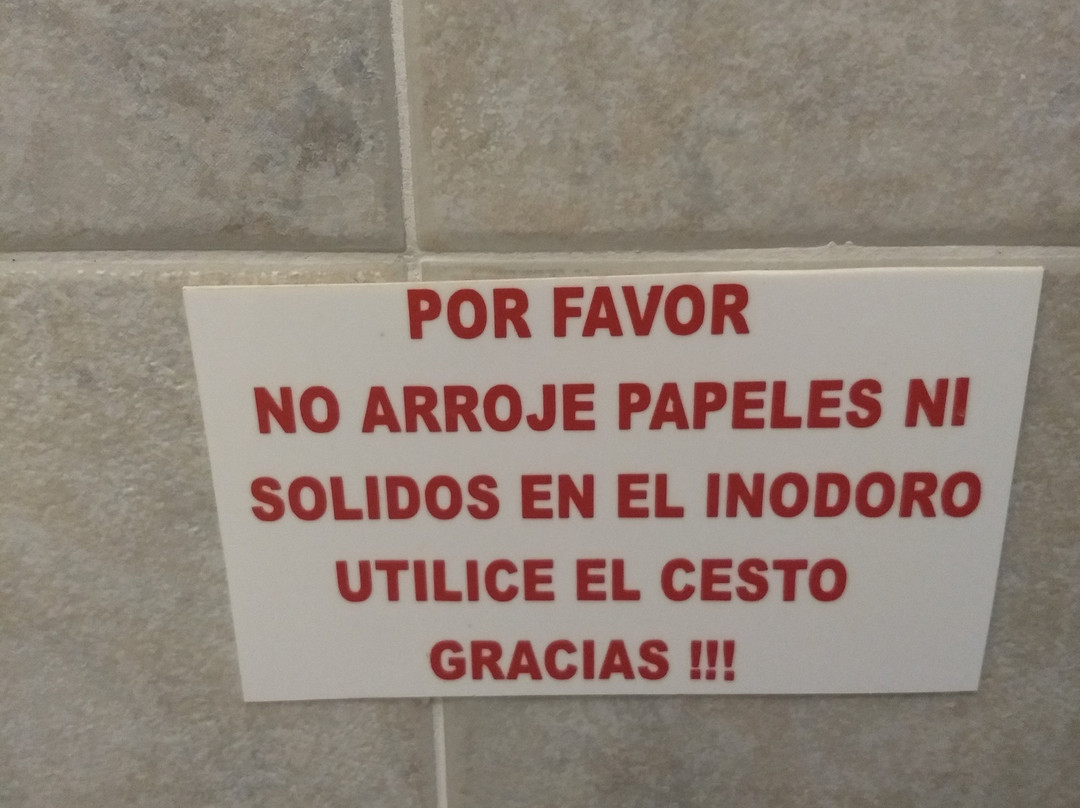 POR FAVOR
NO ARROJE PAPELES NI
SOLIDOS EN EL INODORO
UTILICE EL CESTO
GRACIAS !!!